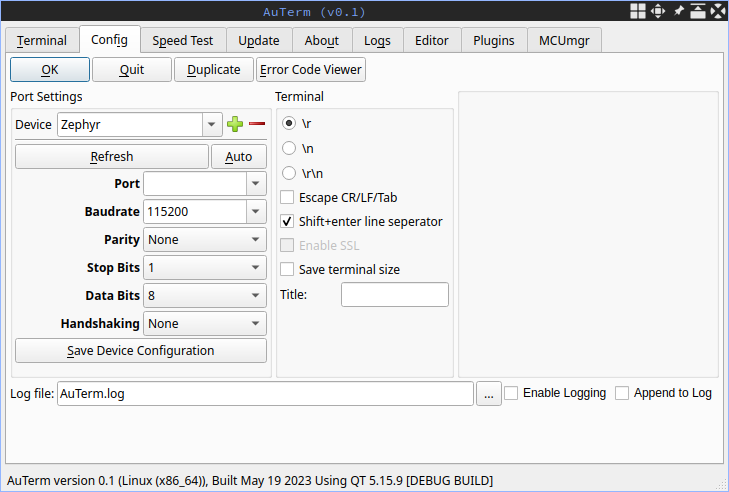 AuTerm (v0.1)
Terminal Config Speed Test Update About Logs Editor Plugins MCUmgr
OK Quit Duplicate Error Code Viewer
Port Settings Terminal
Device Zephyr
\r
\n
Refresh Auto
\r\n
Port
Escape CR/LF/Tab
Baudrate 115200
Shift+enter line seperator
Parity None
Enable SSL
Stop Bits 1
Save terminal size
Data Bits 8
Title:
Handshaking None
Save Device Configuration
Log file: AuTerm.log ... Enable Logging Append to Log
AuTerm version 0.1 (Linux (x86_64)), Built May 19 2023 Using QT 5.15.9 [DEBUG BUILD]